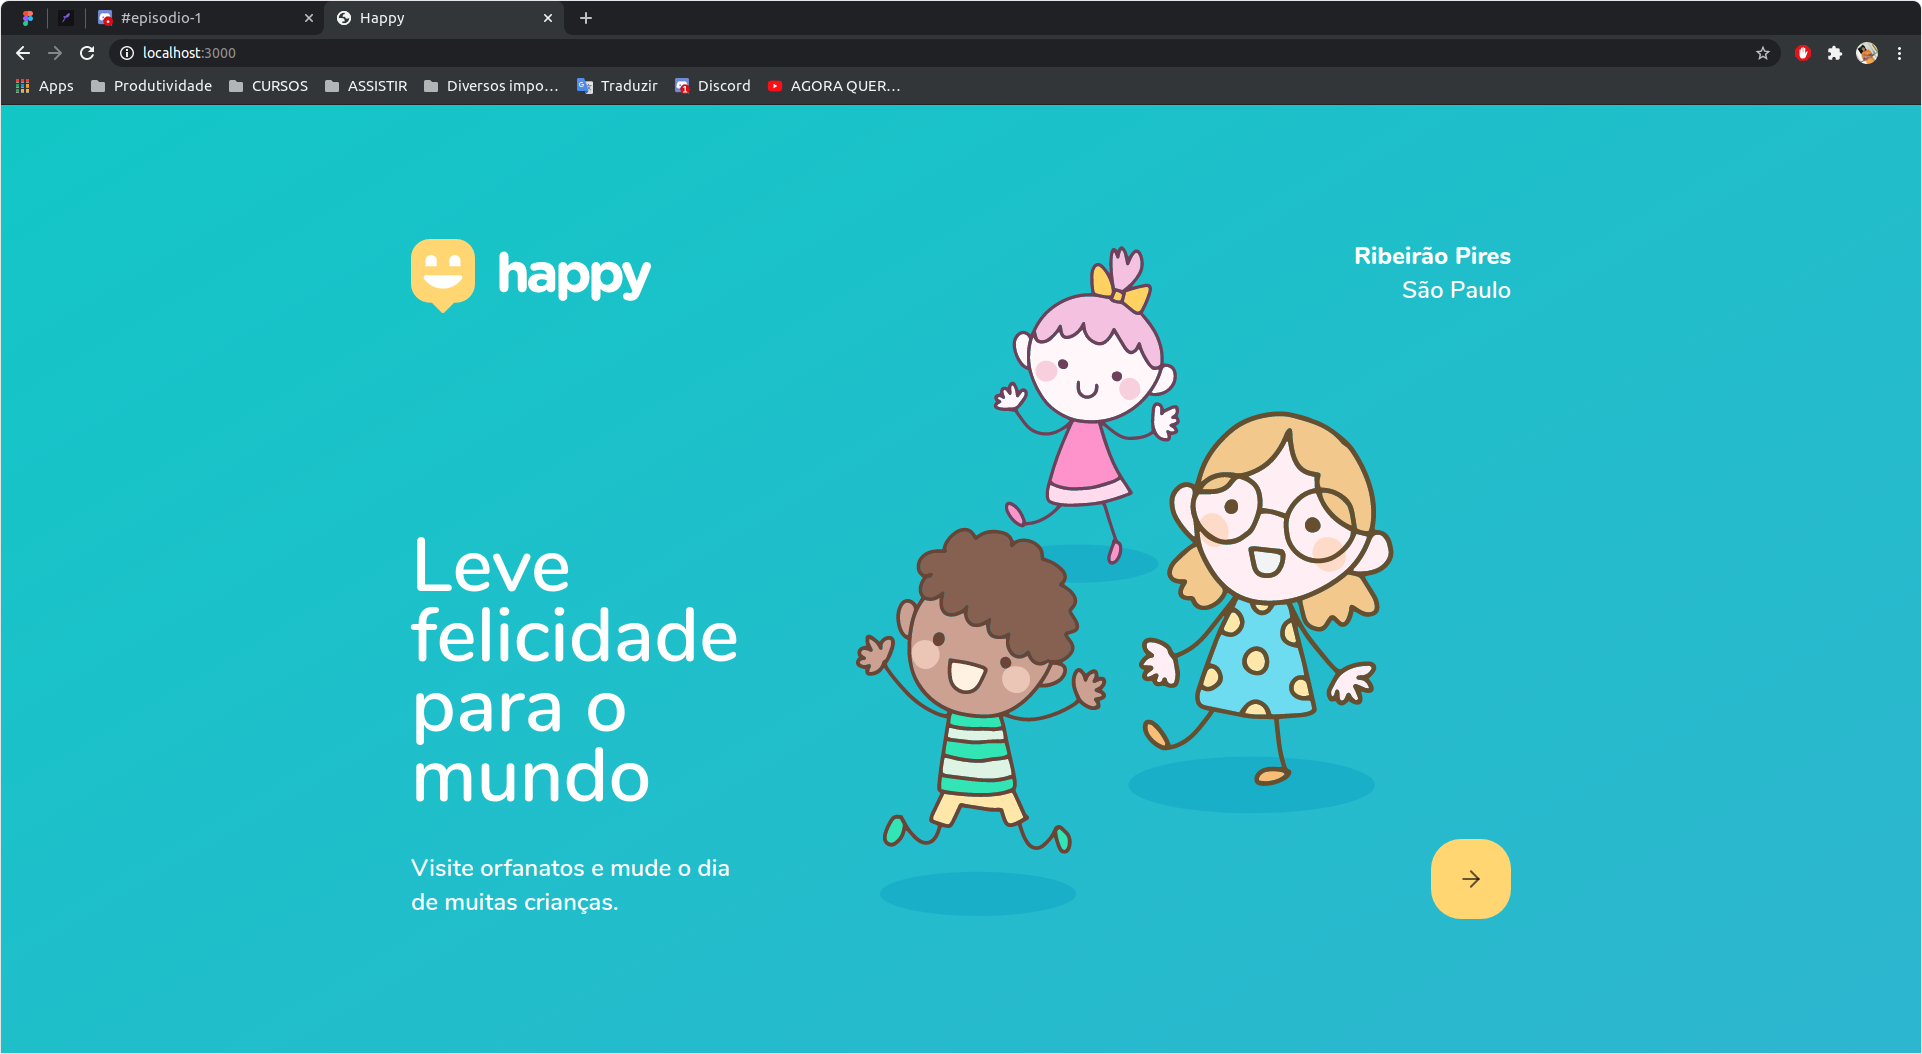 #episodio-1
Happy
localhost:3000
Apps
Produtividade
CURSOS
ASSISTIR
Diversos impo...
Traduzir
Discord
AGORA QUER...
happy
Ribeirão Pires
São Paulo
Leve
felicidade
para o
mundo
Visite orfanatos e mude o dia
de muitas crianças.